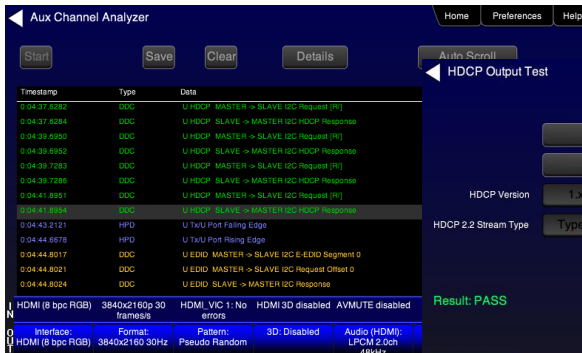 Aux Channel Analyzer
Home Preferences Help
Start Save Clear Details Auto Scroll
HDCP Output Test
Timestamp Type Data
0:04:37.6282 DDC U HDCP MASTER -> SLAVE I2C Request [Ri']
0:04:37.6284 DDC U HDCP SLAVE -> MASTER I2C HDCP Response
0:04:39.6950 DDC U HDCP MASTER -> SLAVE I2C Request [Ri']
0:04:39.6952 DDC U HDCP SLAVE -> MASTER I2C HDCP Response
0:04:39.7283 DDC U HDCP MASTER -> SLAVE I2C Request [Ri']
0:04:39.7286 DDC U HDCP SLAVE -> MASTER I2C HDCP Response
0:04:41.8951 DDC U HDCP MASTER -> SLAVE I2C Request [Ri']
0:04:41.8954 DDC U HDCP SLAVE -> MASTER I2C HDCP Response
0:04:43.2121 HPD U Tx/U Port Falling Edge
0:04:44.6678 HPD U Tx/U Port Rising Edge
0:04:44.8017 DDC U EDID MASTER -> SLAVE I2C E-EDID Segment 0
0:04:44.8021 DDC U EDID MASTER -> SLAVE I2C Request Offset 0
0:04:44.8024 DDC U EDID SLAVE -> MASTER I2C Response
HDCP Version 1.x
HDCP 2.2 Stream Type Type
Result: PASS
IN
HDMI (8 bpc RGB) 3840x2160p 30 HDMI_VIC 1: No HDMI 3D disabled AVMUTE disabled
frames/s errors
OUT
Interface: Format: Pattern: 3D: Disabled Audio (HDMI):
HDMI (8 bpc RGB) 3840x2160 30Hz Pseudo Random LPCM 2.0ch
48kHz